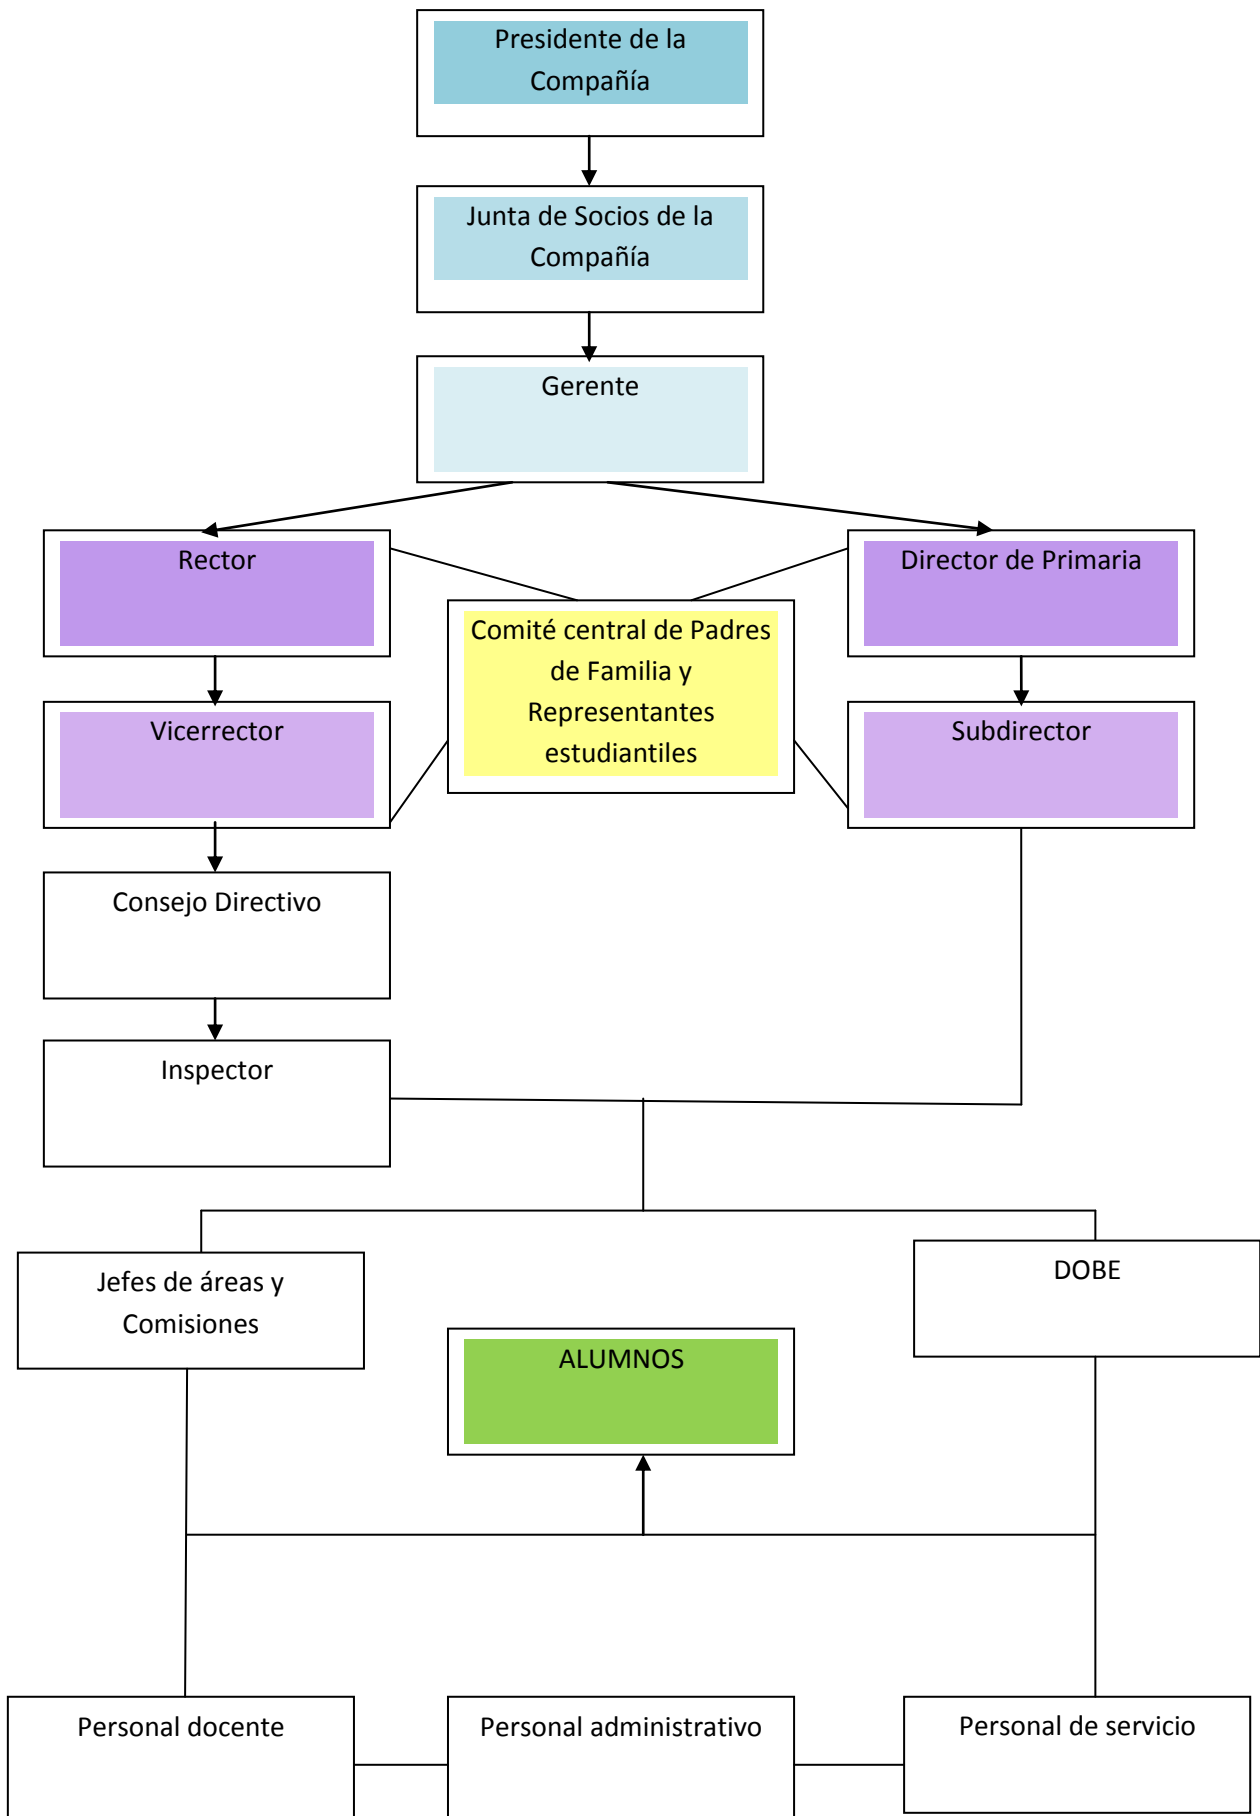 Presidente de la
Compañía
Junta de Socios de la
Compañía
Gerente
Rector
Director de Primaria
Comité central de Padres
de Familia y
Representantes
estudiantiles
Vicerrector
Subdirector
Consejo Directivo
Inspector
Jefes de áreas y
Comisiones
DOBE
ALUMNOS
Personal docente
Personal administrativo
Personal de servicio